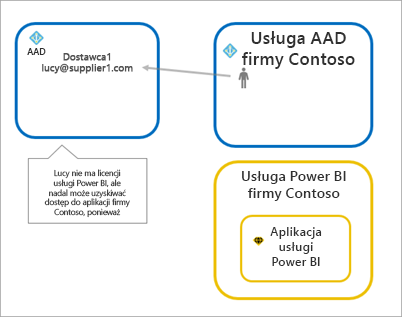 AAD
Dostawca1
lucy@supplier1.com
Usługa AAD
firmy Contoso
Lucy nie ma licencji
usługi Power BI, ale
nadal może uzyskiwać
dostęp do aplikacji firmy
Contoso, ponieważ
Usługa Power BI
firmy Contoso
Aplikacja
usługi
Power BI